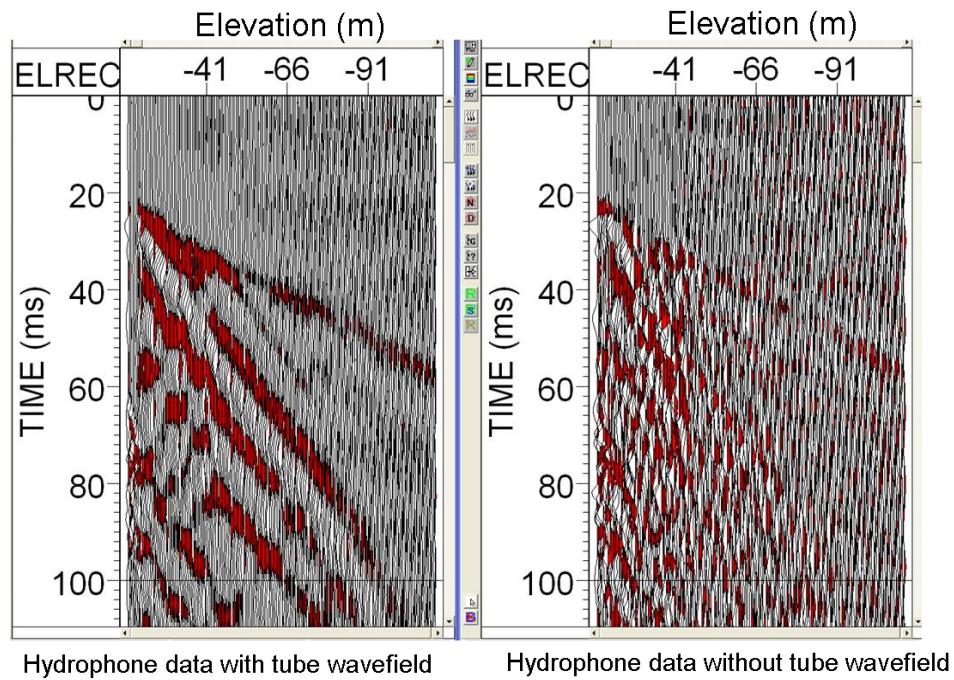 Elevation (m)
ELREC -41 -66 -91
0
20
40
60
80
100
TIME (ms)
Hydrophone data with tube wavefield
N
D
G
?
R
S
B
Elevation (m)
ELREC -41 -66 -91
0
20
40
60
80
100
TIME (ms)
Hydrophone data without tube wavefield